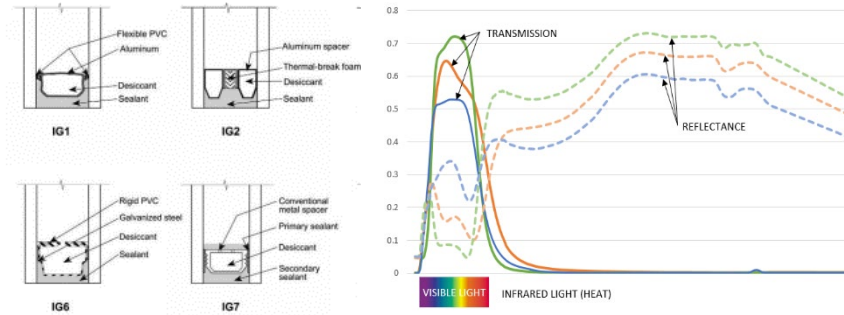 Flexible PVC
Aluminum
Desiccant
Sealant
IG1
Aluminum spacer
Thermal-break foam
Desiccant
Sealant
IG2
Rigid PVC
Galvanized steel
Desiccant
Sealant
IG6
Conventional
metal spacer
Primary sealant
Desiccant
Secondary
sealant
IG7
0.8
0.7
0.6
0.5
0.4
0.3
0.2
0.1
0
TRANSMISSION
REFLECTANCE
VISIBLE LIGHT
INFRARED LIGHT (HEAT)